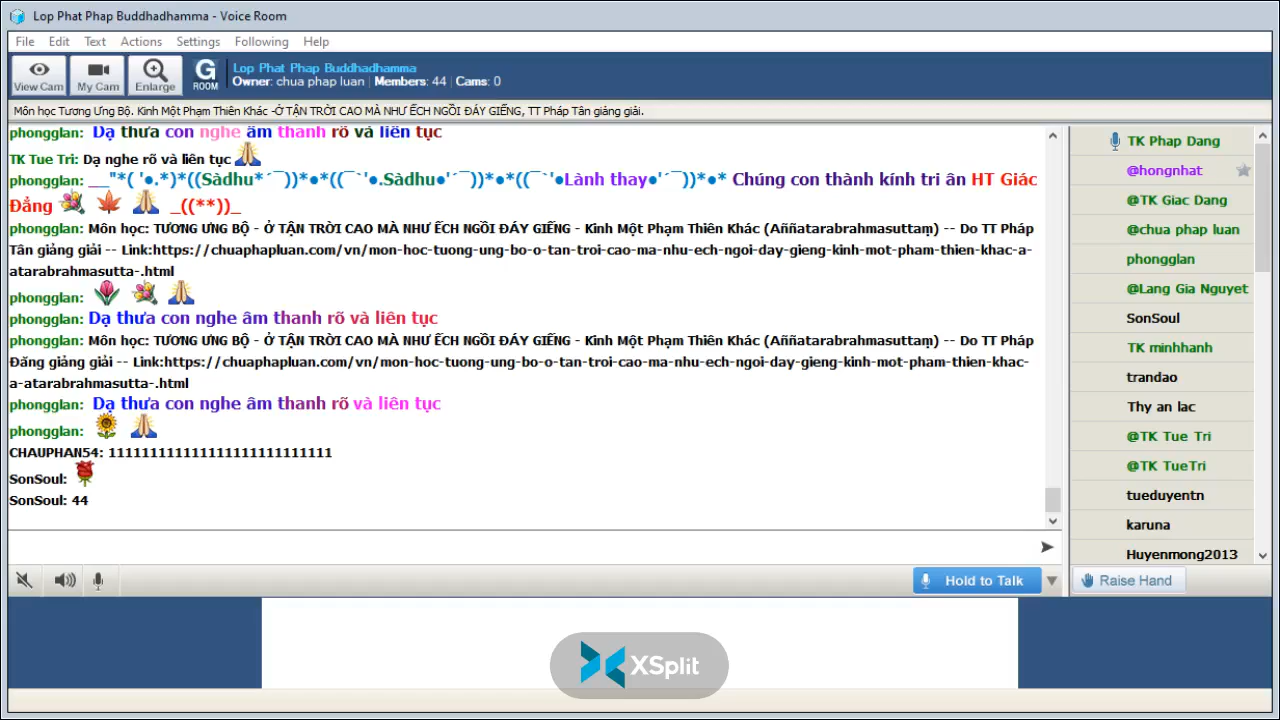 Lop Phat Phap Buddhadhamma - Voice Room
File Edit Text Actions Settings Following Help
View Cam My Cam Enlarge G ROOM
Lop Phat Phap Buddhadhamma
Owner: chua phap luan | Members: 44 | Cams: 0
Môn học Tương Ưng Bộ. Kinh Một Phạm Thiên Khác -Ở TẬN TRỜI CAO MÀ NHƯ ẾCH NGỒI ĐÁY GIẾNG, TT Pháp Tân giảng giải.
phongglan: Dạ thưa con nghe âm thanh rõ và liên tục
TK Tue Tri: Dạ nghe rõ và liên tục
phongglan: __"*( '●.*)*((Sàdhu*´¯))*●*((¯`'●.Sàdhu●'´¯))*●*((¯`'●Lành thay●'´¯))*●* Chúng con thành kính tri ân HT Giác
Đẳng _((**))_
phongglan: Môn học: TƯƠNG ƯNG BỘ - Ở TẬN TRỜI CAO MÀ NHƯ ẾCH NGỒI ĐÁY GIẾNG - Kinh Một Phạm Thiên Khác (Aññatarabrahmasuttaṃ) -- Do TT Pháp
Tân giảng giải -- Link:https://chuaphapluan.com/vn/mon-hoc-tuong-ung-bo-o-tan-troi-cao-ma-nhu-ech-ngoi-day-gieng-kinh-mot-pham-thien-khac-a-
atarabrahmasutta-.html
phongglan:
phongglan: Dạ thưa con nghe âm thanh rõ và liên tục
phongglan: Môn học: TƯƠNG ƯNG BỘ - Ở TẬN TRỜI CAO MÀ NHƯ ẾCH NGỒI ĐÁY GIẾNG - Kinh Một Phạm Thiên Khác (Aññatarabrahmasuttaṃ) -- Do TT Pháp
Đăng giảng giải -- Link:https://chuaphapluan.com/vn/mon-hoc-tuong-ung-bo-o-tan-troi-cao-ma-nhu-ech-ngoi-day-gieng-kinh-mot-pham-thien-khac-
a-atarabrahmasutta-.html
phongglan: Dạ thưa con nghe âm thanh rõ và liên tục
phongglan:
CHAUPHAN54: 111111111111111111111111111
SonSoul:
SonSoul: 44
TK Phap Dang
@hongnhat
@TK Giac Dang
@chua phap luan
phongglan
@Lang Gia Nguyet
SonSoul
TK minhhanh
trandao
Thy an lac
@TK Tue Tri
@TK TueTri
tueduyentn
karuna
Huyenmong2013
Hold to Talk
Raise Hand
XSplit